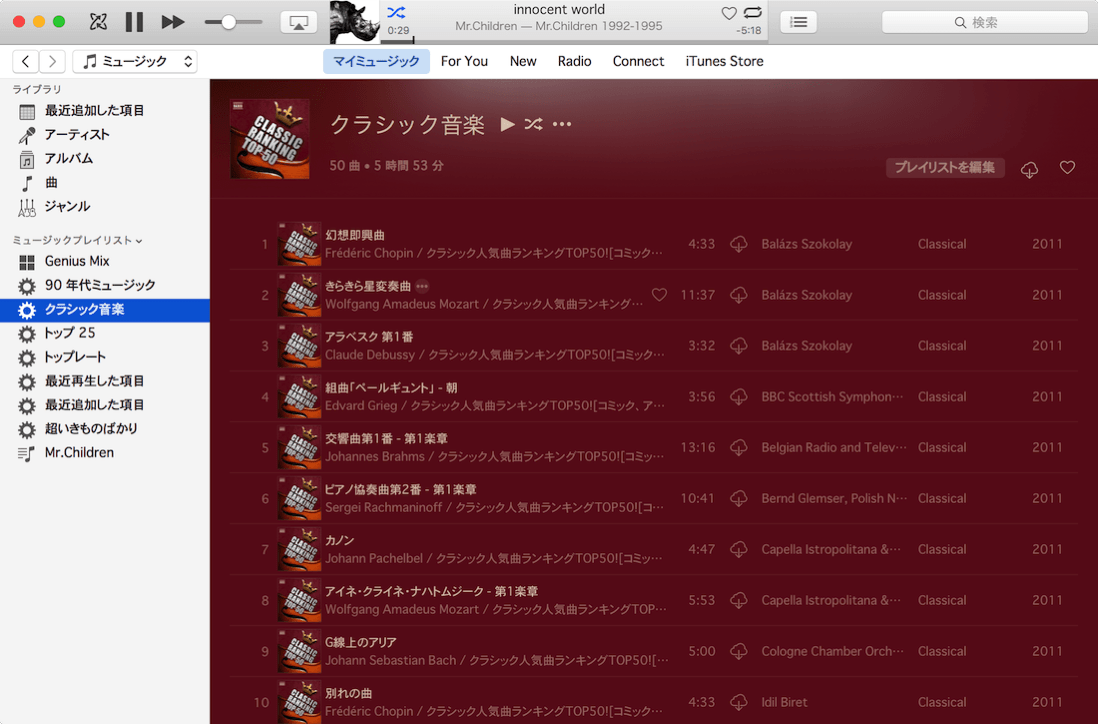 innocent world
Mr.Children — Mr.Children 1992-1995
0:29
-5:18
検索
ミュージック
マイミュージック
For You
New
Radio
Connect
iTunes Store
ライブラリ
最近追加した項目
アーティスト
アルバム
曲
ジャンル
ミュージックプレイリスト
Genius Mix
90 年代ミュージック
クラシック音楽
トップ 25
トップレート
最近再生した項目
最近追加した項目
超いきものばかり
Mr.Children
CLASSIC
RANKING
TOP50
クラシック音楽
50 曲 • 5 時間 53 分
プレイリストを編集
1 幻想即興曲 4:33 Balázs Szokolay Classical 2011
Frédéric Chopin / クラシック人気曲ランキングTOP50![コミック…
2 きらきら星変奏曲 ••• 11:37 Balázs Szokolay Classical 2011
Wolfgang Amadeus Mozart / クラシック人気曲ランキング…
3 アラベスク 第1番 3:32 Balázs Szokolay Classical 2011
Claude Debussy / クラシック人気曲ランキングTOP50![コミック…
4 組曲「ペールギュント」 - 朝 3:56 BBC Scottish Symphon… Classical 2011
Edvard Grieg / クラシック人気曲ランキングTOP50![コミック、ア…
5 交響曲第1番 - 第1楽章 13:16 Belgian Radio and Telev… Classical 2011
Johannes Brahms / クラシック人気曲ランキングTOP50![コミッ…
6 ピアノ協奏曲第2番 - 第1楽章 10:41 Bernd Glemser, Polish N… Classical 2011
Sergei Rachmaninoff / クラシック人気曲ランキングTOP50![コ…
7 カノン 4:47 Capella Istropolitana &… Classical 2011
Johann Pachelbel / クラシック人気曲ランキングTOP50![コミッ…
8 アイネ・クライネ・ナハトムジーク - 第1楽章 5:53 Capella Istropolitana &… Classical 2011
Wolfgang Amadeus Mozart / クラシック人気曲ランキングTOP…
9 G線上のアリア 5:00 Cologne Chamber Orch… Classical 2011
Johann Sebastian Bach / クラシック人気曲ランキングTOP50![…
10 別れの曲 4:33 Idil Biret Classical 2011
Frédéric Chopin / クラシック人気曲ランキングTOP50![コミック…